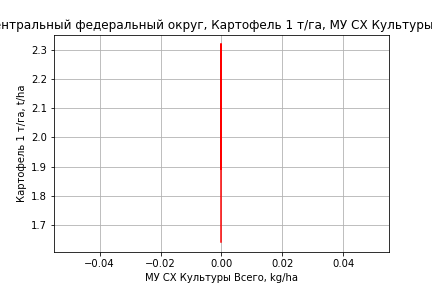 нтральный федеральный округ, Картофель 1 т/га, МУ СХ Культуры
Картофель 1 т/га, t/ha
2.3
2.2
2.1
2.0
1.9
1.8
1.7
−0.04 −0.02 0.00 0.02 0.04
МУ СХ Культуры Всего, kg/ha